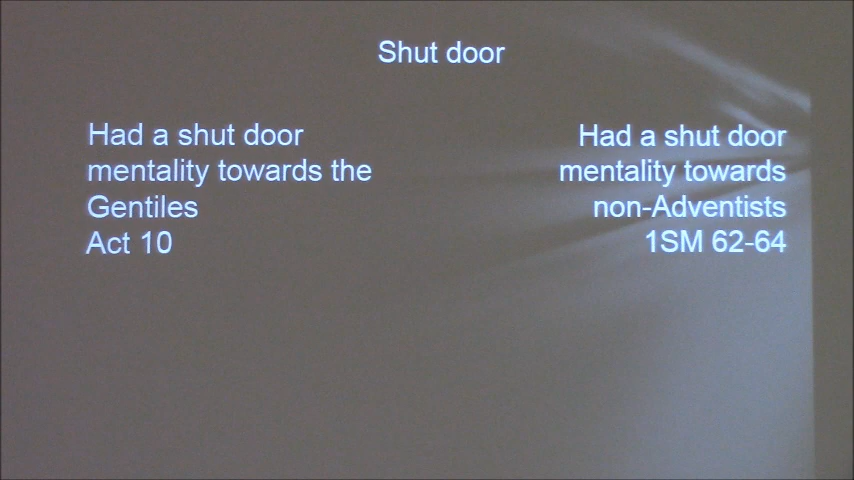 Shut door
Had a shut door
mentality towards the
Gentiles
Act 10
Had a shut door
mentality towards
non-Adventists
1SM 62-64